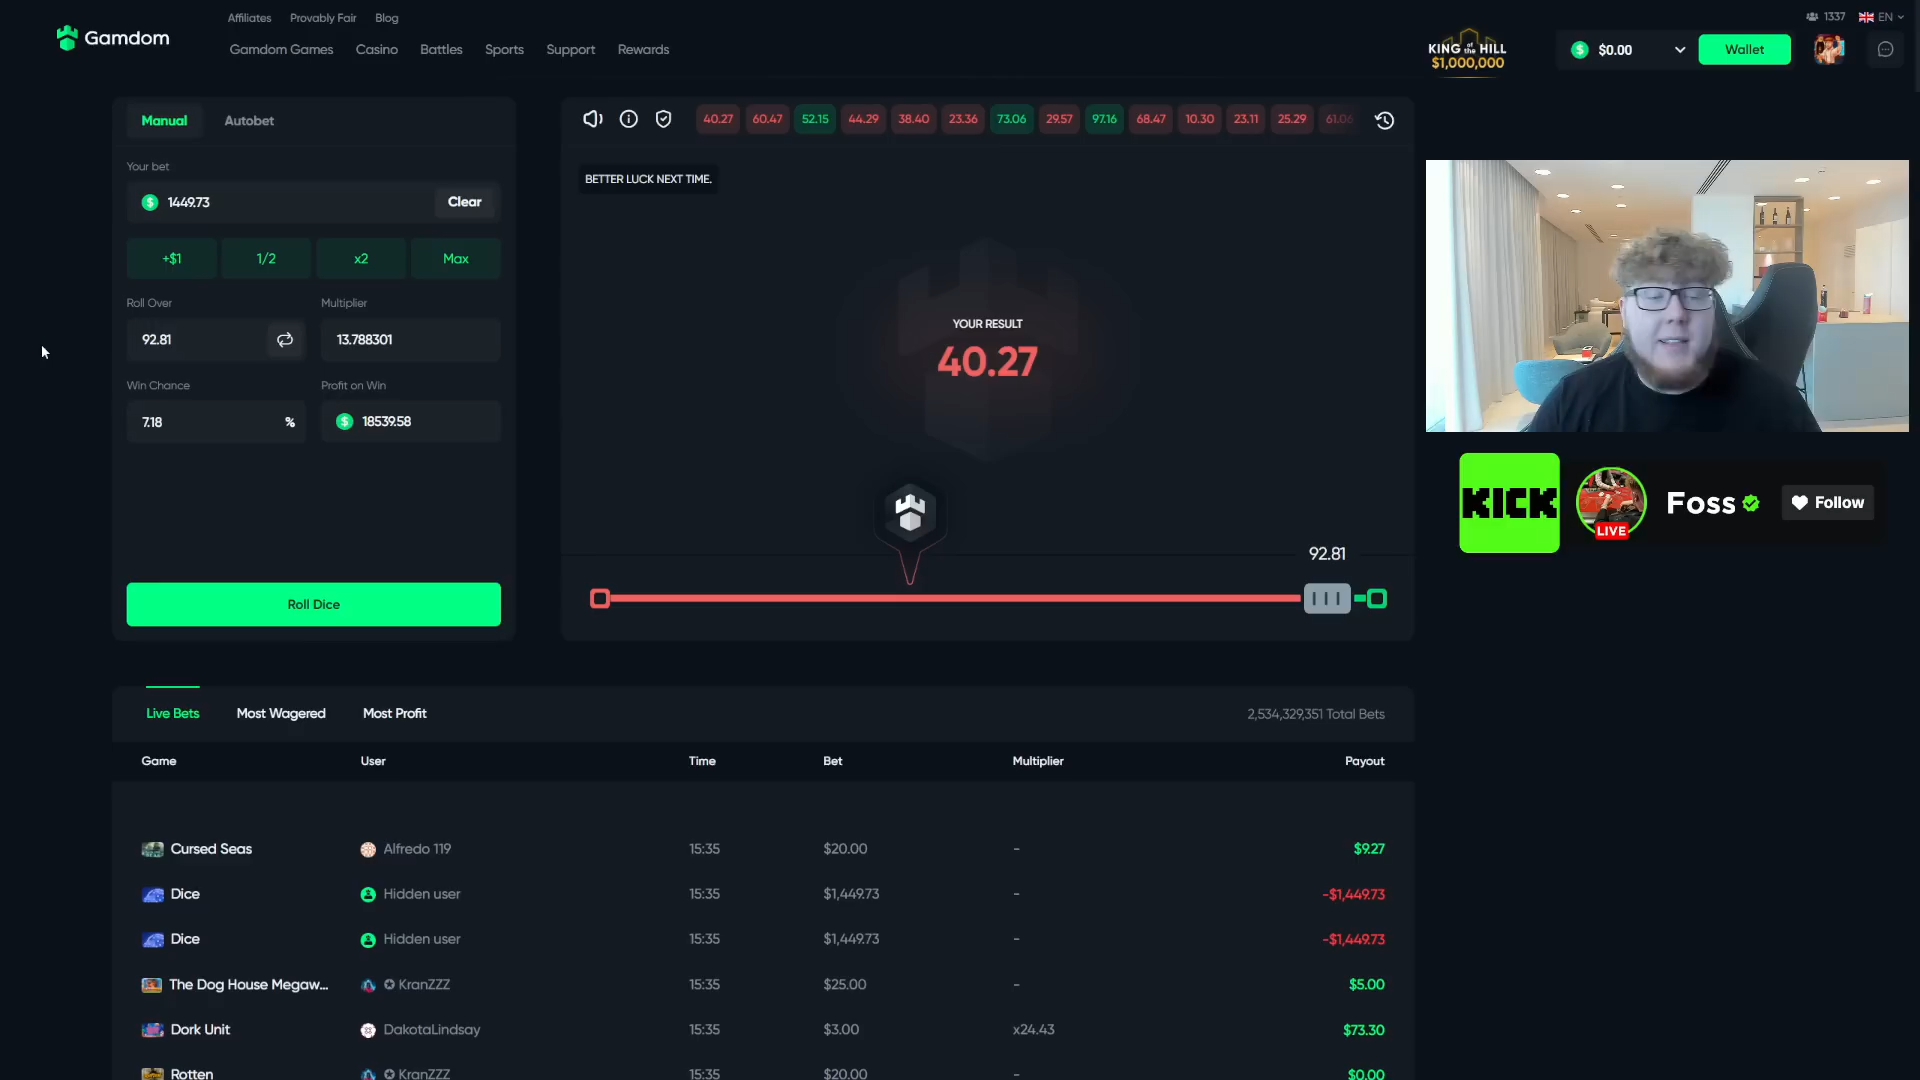 Affiliates Provably Fair Blog
1337 EN
Gamdom
Gamdom Games Casino Battles Sports Support Rewards
KING of the HILL
$1,000,000
$ $0.00 Wallet
Manual Autobet
40.27 60.47 52.15 44.29 38.40 23.36 73.06 29.57 97.16 68.47 10.30 23.11 25.29 61.06
Your bet
BETTER LUCK NEXT TIME.
$ 1449.73 Clear
+$1 1/2 x2 Max
Roll Over Multiplier
92.81 13.788301
YOUR RESULT
40.27
Win Chance Profit on Win
7.18 % $ 18539.58
KICK
LIVE
Foss
Follow
92.81
Roll Dice
Live Bets Most Wagered Most Profit 2,534,329,351 Total Bets
Game User Time Bet Multiplier Payout
Cursed Seas Alfredo 119 15:35 $20.00 - $9.27
Dice Hidden user 15:35 $1,449.73 - -$1,449.73
Dice Hidden user 15:35 $1,449.73 - -$1,449.73
The Dog House Megaw... KranZZZ 15:35 $25.00 - $5.00
Dork Unit DakotaLindsay 15:35 $3.00 x24.43 $73.30
Rotten KranZZZ 15:35 $20.00 - $0.00